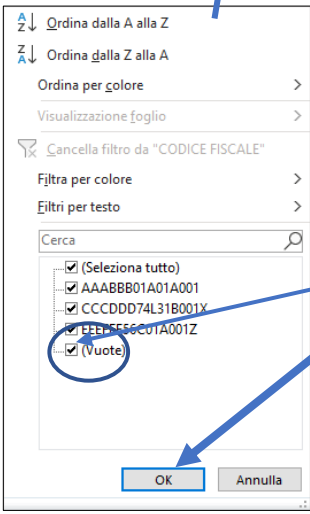 Ordina dalla A alla Z
Ordina dalla Z alla A
Ordina per colore
Visualizzazione foglio
Cancella filtro da "CODICE FISCALE"
Filtra per colore
Filtri per testo
Cerca
(Seleziona tutto)
AAABBB01A01A001
CCCDDD74L31B001X
EEEFFF56C01A001Z
(Vuote)
OK Annulla